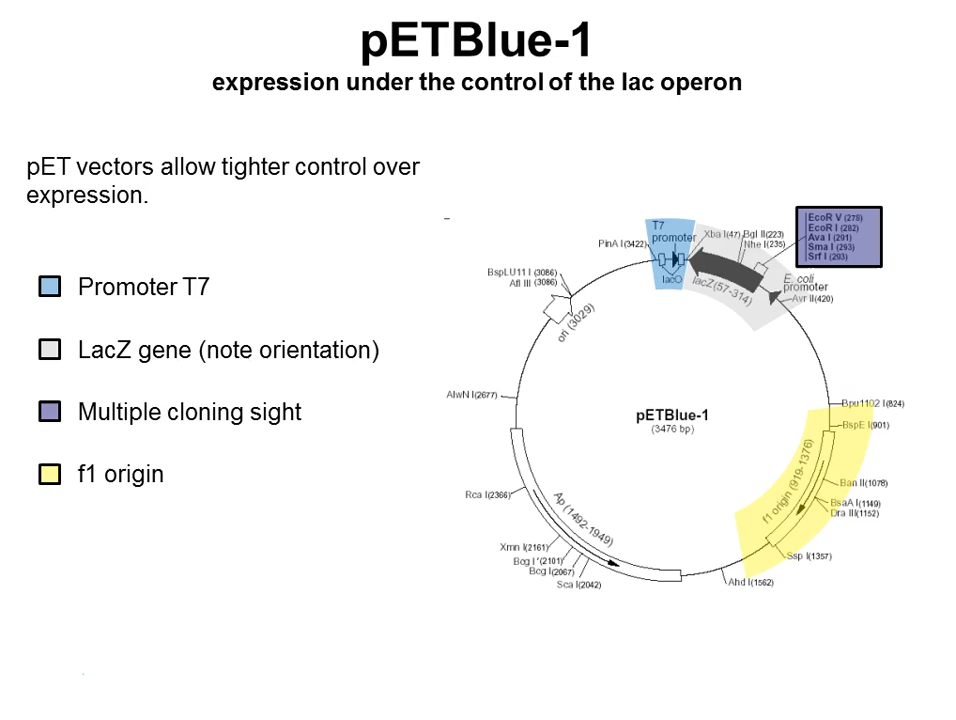 pETBlue-1
expression under the control of the lac operon
pET vectors allow tighter control over
expression.
Promoter T7
LacZ gene (note orientation)
Multiple cloning sight
f1 origin
T7
promoter
lacO
PinA I(3422)
Xba I(47)
Bgl II(223)
Nhe I(235)
EcoR V (278)
EcoR I (282)
Ava I (291)
Sma I (293)
Srf I (293)
lacZ(57-314)
E. coli
promoter
Avr II(420)
BspLU11 I (3086)
Afl III (3086)
ori (3029)
AlwN I(2677)
pETBlue-1
(3476 bp)
Bpu1102 I(824)
BspE I(901)
f1 origin (919-1376)
Ban II(1078)
BsaA I(1149)
Dra III(1152)
Ssp I(1357)
Ahd I(1562)
Rca I(2366)
Ap (1492-1949)
Xmn I(2161)
Bcg I'(2101)
Bcg I(2067)
Sca I(2042)